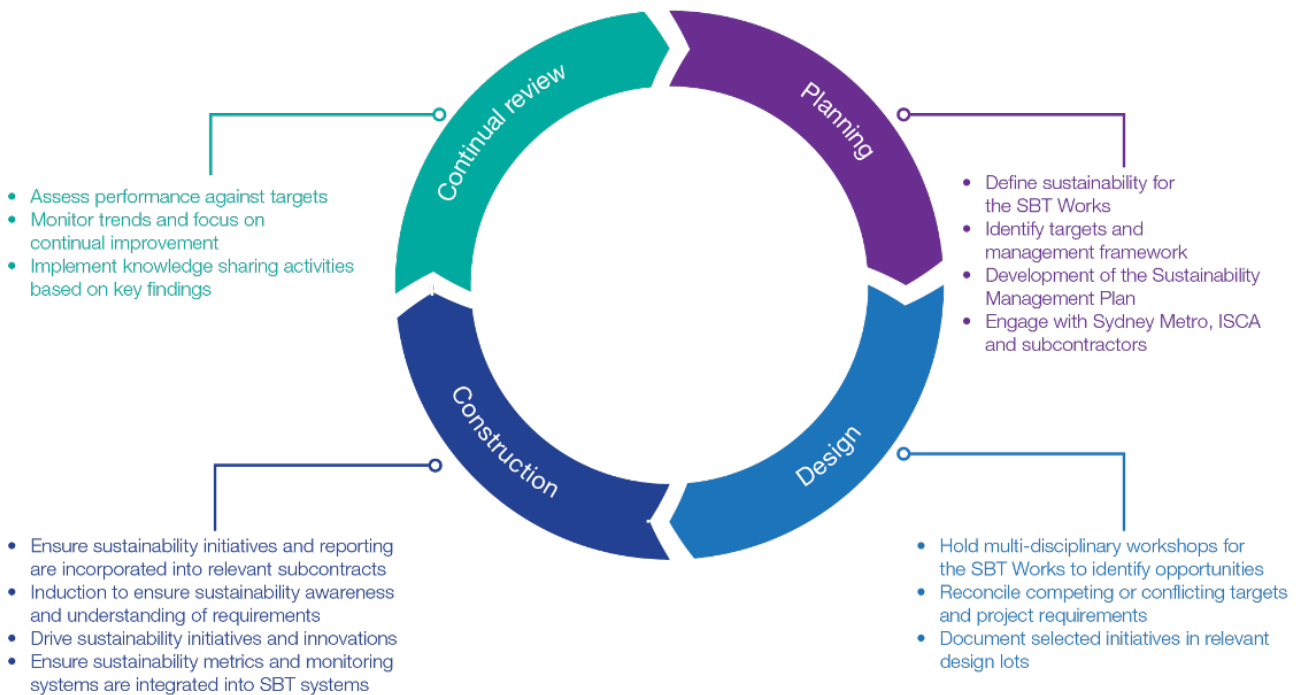 Continual review
Planning
Design
Construction
• Assess performance against targets
• Monitor trends and focus on
continual improvement
• Implement knowledge sharing activities
based on key findings
• Define sustainability for
the SBT Works
• Identify targets and
management framework
• Development of the Sustainability
Management Plan
• Engage with Sydney Metro, ISCA
and subcontractors
• Ensure sustainability initiatives and reporting
are incorporated into relevant subcontracts
• Induction to ensure sustainability awareness
and understanding of requirements
• Drive sustainability initiatives and innovations
• Ensure sustainability metrics and monitoring
systems are integrated into SBT systems
• Hold multi-disciplinary workshops for
the SBT Works to identify opportunities
• Reconcile competing or conflicting targets
and project requirements
• Document selected initiatives in relevant
design lots